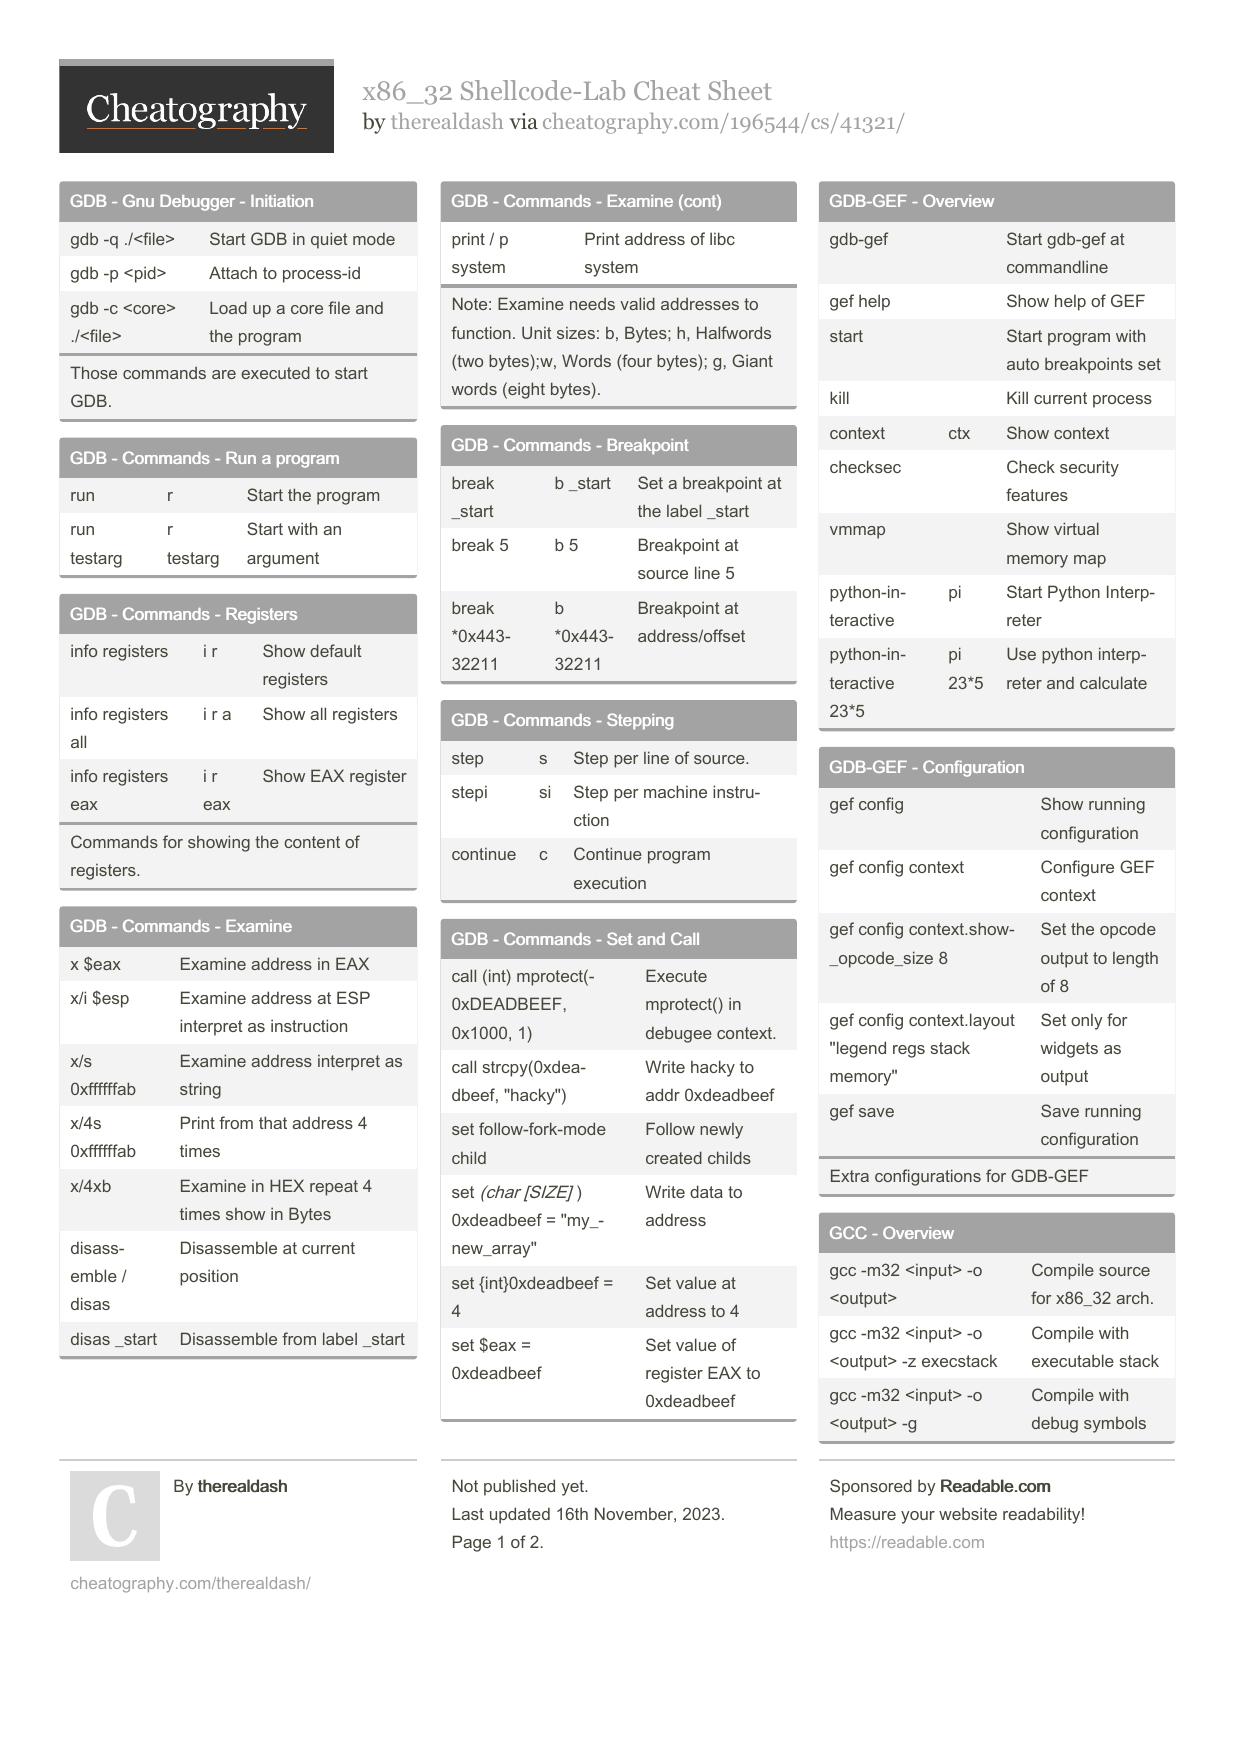 Cheatography
x86_32 Shellcode-Lab Cheat Sheet
by therealdash via cheatography.com/196544/cs/41321/
GDB - Gnu Debugger - Initiation
gdb -q ./<file> Start GDB in quiet mode
gdb -p <pid> Attach to process-id
gdb -c <core> Load up a core file and
./<file> the program
Those commands are executed to start
GDB.
GDB - Commands - Run a program
run r Start the program
run r Start with an
testarg testarg argument
GDB - Commands - Registers
info registers i r Show default
registers
info registers i r a Show all registers
all
info registers i r Show EAX register
eax eax
Commands for showing the content of
registers.
GDB - Commands - Examine
x $eax Examine address in EAX
x/i $esp Examine address at ESP
interpret as instruction
x/s Examine address interpret as
0xffffffab string
x/4s Print from that address 4
0xffffffab times
x/4xb Examine in HEX repeat 4
times show in Bytes
disass- Disassemble at current
emble / position
disas
disas _start Disassemble from label _start
GDB - Commands - Examine (cont)
print / p Print address of libc
system system
Note: Examine needs valid addresses to
function. Unit sizes: b, Bytes; h, Halfwords
(two bytes);w, Words (four bytes); g, Giant
words (eight bytes).
GDB - Commands - Breakpoint
break b _start Set a breakpoint at
_start the label _start
break 5 b 5 Breakpoint at
source line 5
break b Breakpoint at
*0x443- *0x443- address/offset
32211 32211
GDB - Commands - Stepping
step s Step per line of source.
stepi si Step per machine instru-
ction
continue c Continue program
execution
GDB - Commands - Set and Call
call (int) mprotect(- Execute
0xDEADBEEF, mprotect() in
0x1000, 1) debugee context.
call strcpy(0xdea- Write hacky to
dbeef, "hacky") addr 0xdeadbeef
set follow-fork-mode Follow newly
child created childs
set (char [SIZE] ) Write data to
0xdeadbeef = "my_- address
new_array"
set {int}0xdeadbeef = Set value at
4 address to 4
set $eax = Set value of
0xdeadbeef register EAX to
0xdeadbeef
GDB-GEF - Overview
gdb-gef Start gdb-gef at
commandline
gef help Show help of GEF
start Start program with
auto breakpoints set
kill Kill current process
context ctx Show context
checksec Check security
features
vmmap Show virtual
memory map
python-in- pi Start Python Interp-
teractive reter
python-in- pi Use python interp-
teractive 23*5 reter and calculate
23*5
GDB-GEF - Configuration
gef config Show running
configuration
gef config context Configure GEF
context
gef config context.show- Set the opcode
_opcode_size 8 output to length
of 8
gef config context.layout Set only for
"legend regs stack widgets as
memory" output
gef save Save running
configuration
Extra configurations for GDB-GEF
GCC - Overview
gcc -m32 <input> -o Compile source
<output> for x86_32 arch.
gcc -m32 <input> -o Compile with
<output> -z execstack executable stack
gcc -m32 <input> -o Compile with
<output> -g debug symbols
C
By therealdash
cheatography.com/therealdash/
Not published yet.
Last updated 16th November, 2023.
Page 1 of 2.
Sponsored by Readable.com
Measure your website readability!
https://readable.com